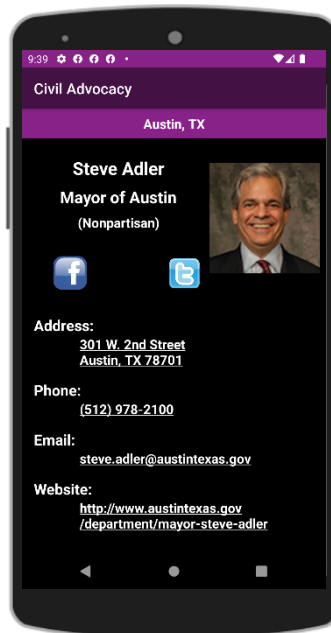 9:39
Civil Advocacy
Austin, TX
Steve Adler
Mayor of Austin
(Nonpartisan)
f
t
Address:
301 W. 2nd Street
Austin, TX 78701
Phone:
(512) 978-2100
Email:
steve.adler@austintexas.gov
Website:
http://www.austintexas.gov
/department/mayor-steve-adler